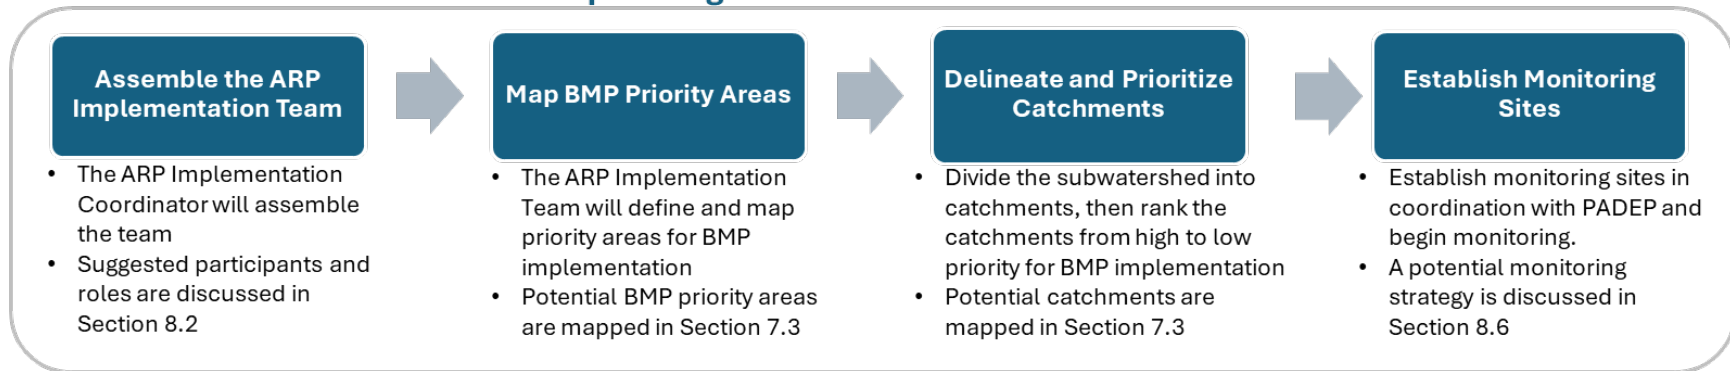 Assemble the ARP
Implementation Team
• The ARP Implementation
Coordinator will assemble
the team
• Suggested participants and
roles are discussed in
Section 8.2
Map BMP Priority Areas
• The ARP Implementation
Team will define and map
priority areas for BMP
implementation
• Potential BMP priority areas
are mapped in Section 7.3
Delineate and Prioritize
Catchments
• Divide the subwatershed into
catchments, then rank the
catchments from high to low
priority for BMP implementation
• Potential catchments are
mapped in Section 7.3
Establish Monitoring
Sites
• Establish monitoring sites in
coordination with PADEP and
begin monitoring.
• A potential monitoring
strategy is discussed in
Section 8.6